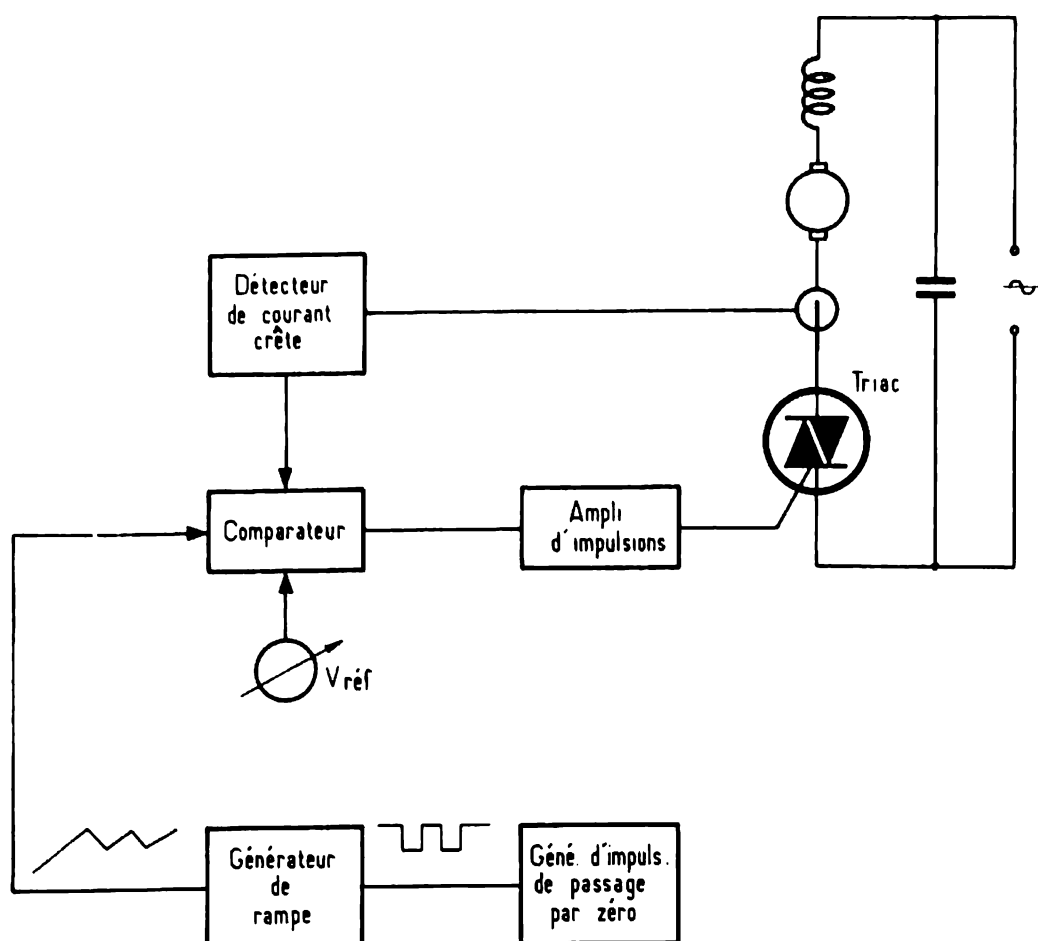 Détecteur
de courant
crête
Triac
Comparateur
Ampli
d'impulsions
Vréf
Générateur
de
rampe
Géné. d'impuls.
de passage
par zéro